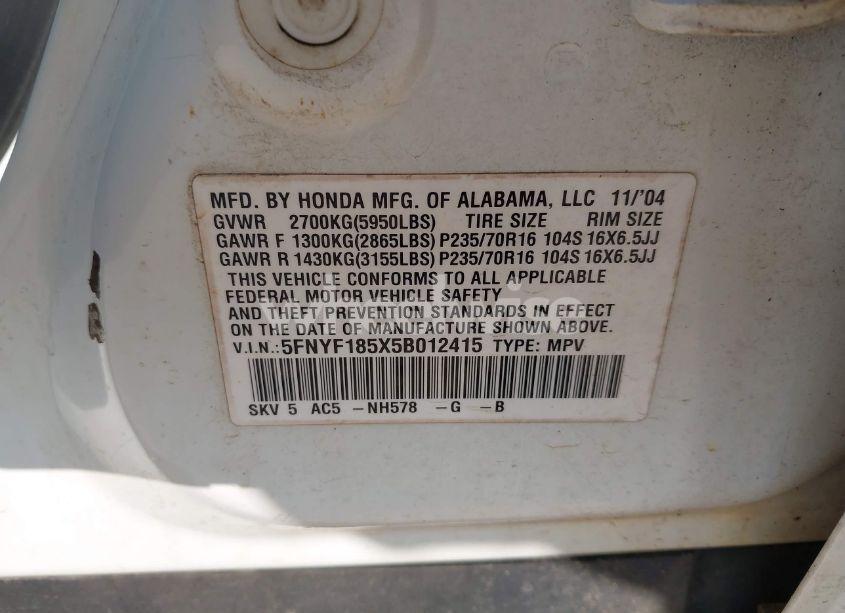 MFD. BY HONDA MFG. OF ALABAMA, LLC 11/'04
GVWR 2700KG(5950LBS) TIRE SIZE RIM SIZE
GAWR F 1300KG(2865LBS) P235/70R16 104S 16X6.5JJ
GAWR R 1430KG(3155LBS) P235/70R16 104S 16X6.5JJ
THIS VEHICLE CONFORMS TO ALL APPLICABLE
FEDERAL MOTOR VEHICLE SAFETY
AND THEFT PREVENTION STANDARDS IN EFFECT
ON THE DATE OF MANUFACTURE SHOWN ABOVE.
V.I.N.:5FNYF185X5B012415 TYPE: MPV
SKV 5 AC5 -NH578 -G -B